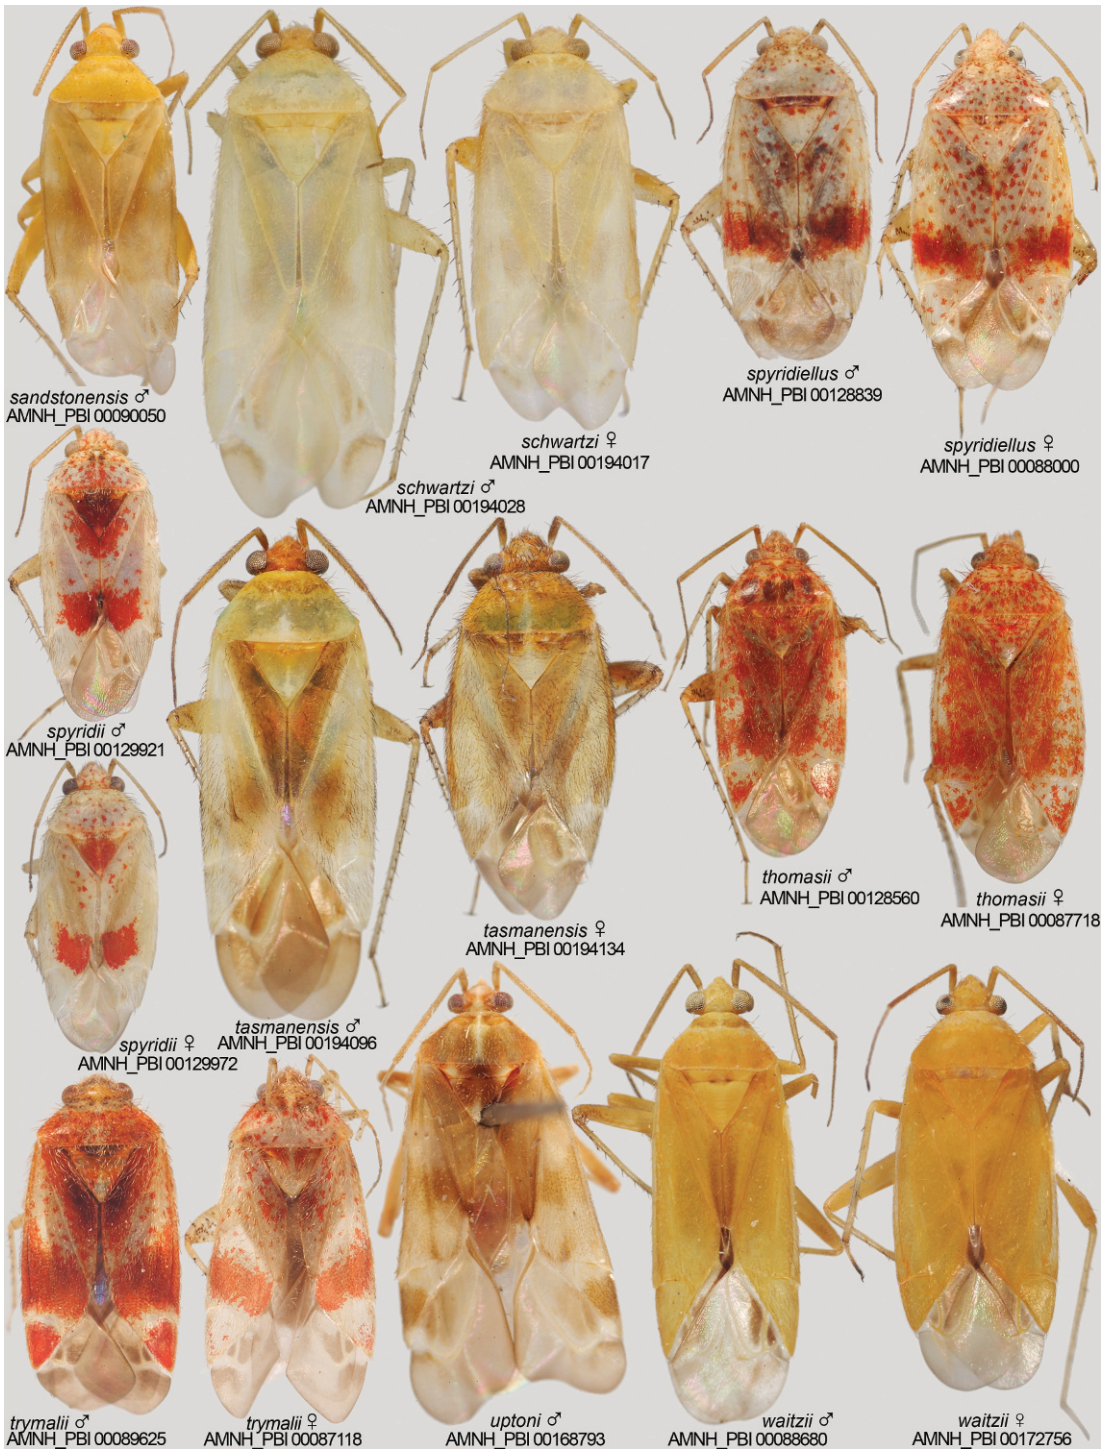 sandstonensis ♂
AMNH_PBI 00090050
schwartzi ♂
AMNH_PBI 00194028
schwartzi ♀
AMNH_PBI 00194017
spyridiellus ♂
AMNH_PBI 00128839
spyridiellus ♀
AMNH_PBI 00088000
spyridii ♂
AMNH_PBI 00129921
spyridii ♀
AMNH_PBI 00129972
tasmanensis ♂
AMNH_PBI 00194096
tasmanensis ♀
AMNH_PBI 00194134
thomasii ♂
AMNH_PBI 00128560
thomasii ♀
AMNH_PBI 00087718
trymalii ♂
AMNH_PBI 00089625
trymalii ♀
AMNH_PBI 00087118
uptoni ♂
AMNH_PBI 00168793
waitzii ♂
AMNH_PBI 00088680
waitzii ♀
AMNH_PBI 00172756